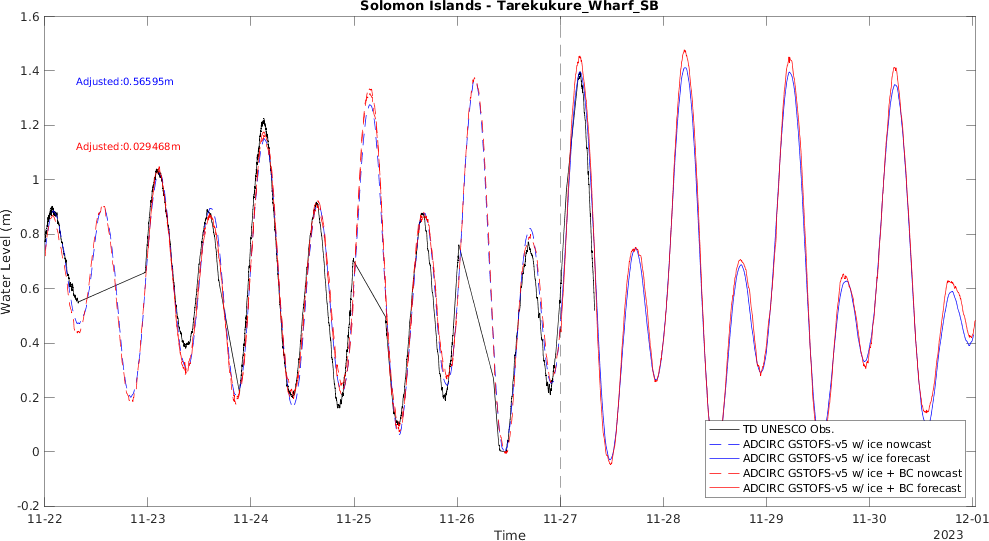 Solomon Islands - Tarekukure_Wharf_SB
Water Level (m)
1.6
1.4
1.2
1
0.8
0.6
0.4
0.2
0
-0.2
Adjusted:0.56595m
Adjusted:0.029468m
TD UNESCO Obs.
ADCIRC GSTOFS-v5 w/ ice nowcast
ADCIRC GSTOFS-v5 w/ ice forecast
ADCIRC GSTOFS-v5 w/ ice + BC nowcast
ADCIRC GSTOFS-v5 w/ ice + BC forecast
11-22 11-23 11-24 11-25 11-26 11-27 11-28 11-29 11-30 12-01
2023
Time